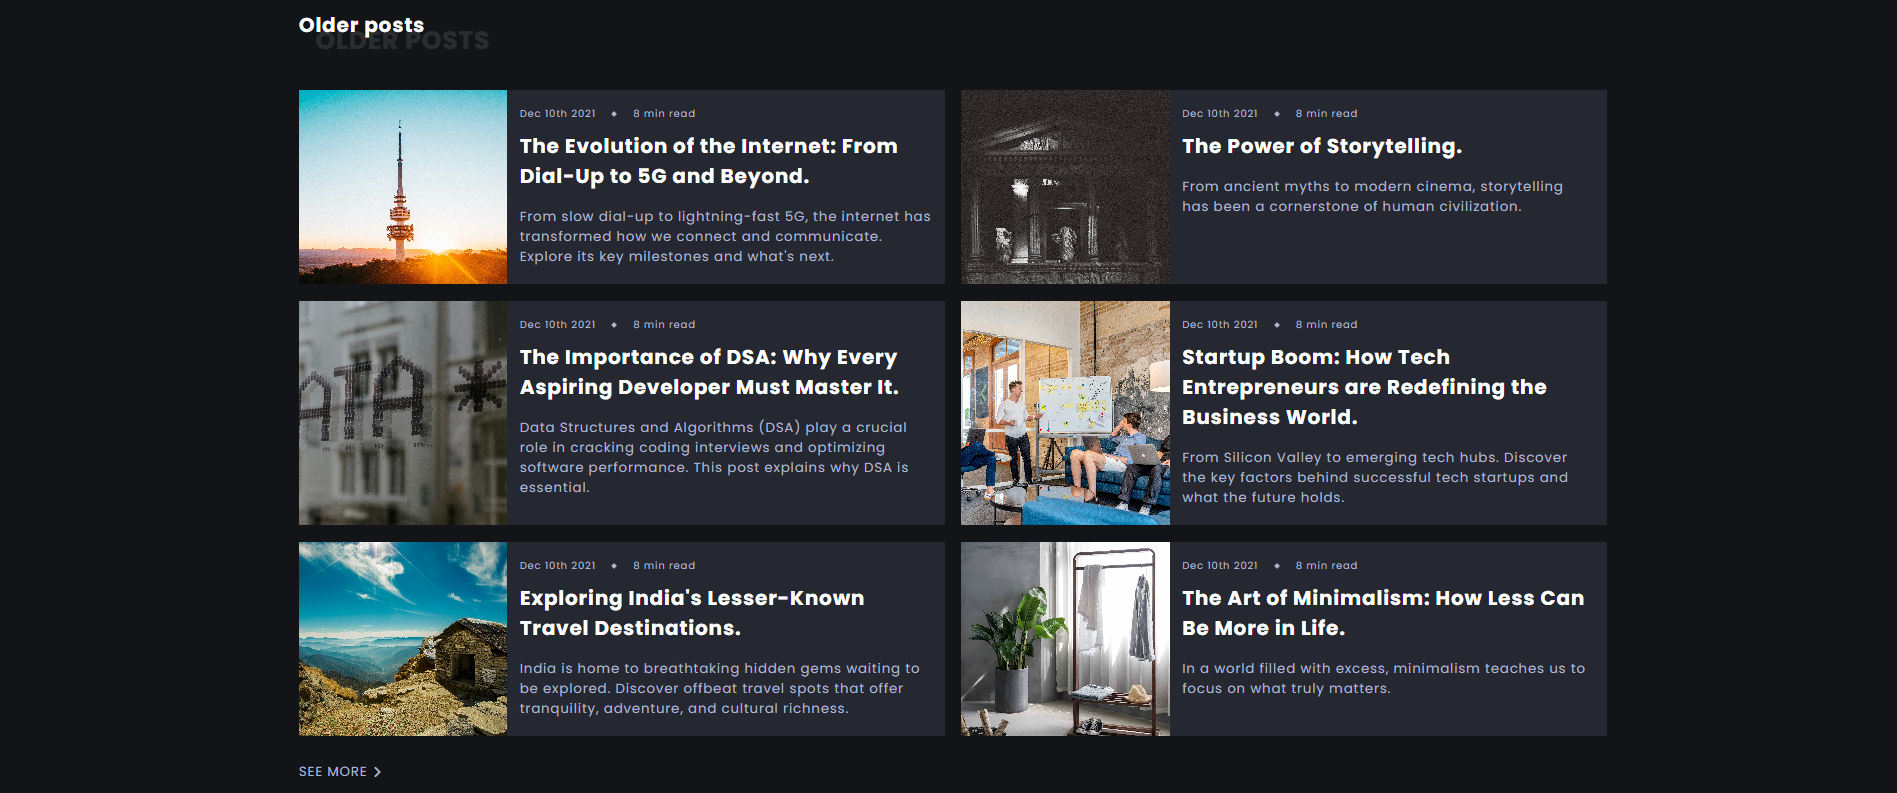 Older posts
OLDER POSTS
Dec 10th 2021 ◆ 8 min read
The Evolution of the Internet: From
Dial-Up to 5G and Beyond.
From slow dial-up to lightning-fast 5G, the internet has
transformed how we connect and communicate.
Explore its key milestones and what's next.
Dec 10th 2021 ◆ 8 min read
The Power of Storytelling.
From ancient myths to modern cinema, storytelling
has been a cornerstone of human civilization.
ATA*
Dec 10th 2021 ◆ 8 min read
The Importance of DSA: Why Every
Aspiring Developer Must Master It.
Data Structures and Algorithms (DSA) play a crucial
role in cracking coding interviews and optimizing
software performance. This post explains why DSA is
essential.
Dec 10th 2021 ◆ 8 min read
Startup Boom: How Tech
Entrepreneurs are Redefining the
Business World.
From Silicon Valley to emerging tech hubs. Discover
the key factors behind successful tech startups and
what the future holds.
Dec 10th 2021 ◆ 8 min read
Exploring India's Lesser-Known
Travel Destinations.
India is home to breathtaking hidden gems waiting to
be explored. Discover offbeat travel spots that offer
tranquility, adventure, and cultural richness.
Dec 10th 2021 ◆ 8 min read
The Art of Minimalism: How Less Can
Be More in Life.
In a world filled with excess, minimalism teaches us to
focus on what truly matters.
SEE MORE >